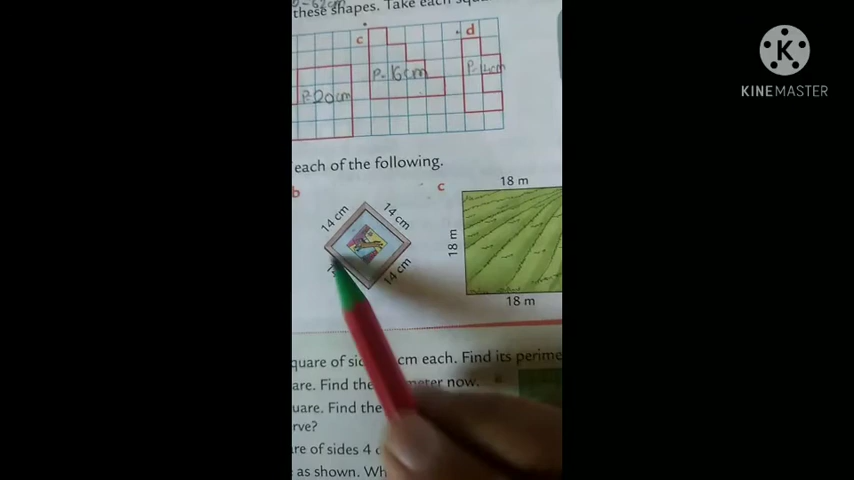 these shapes. Take each squa
c
d
P-16cm
P-14cm
P-20cm
each of the following.
b
c
18 m
14 cm
14 cm
18 m
14 cm
18 m
quare of sid cm each. Find its perime
are. Find the meter now.
uare. Find the
rve?
re of sides 4 c
as shown. Wh
K
KINEMASTER